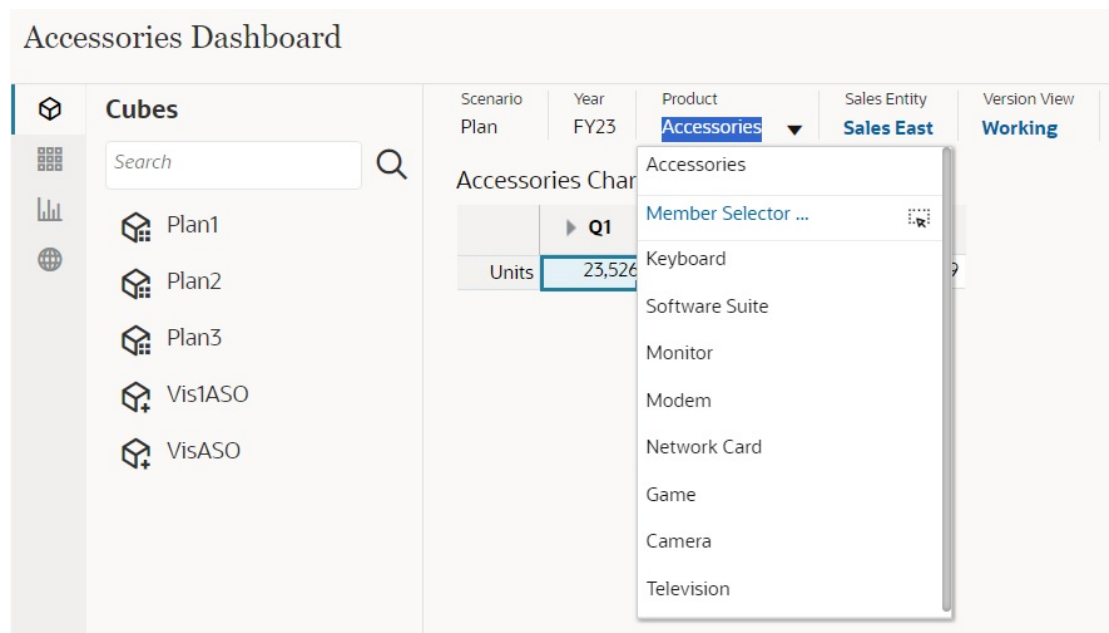 Accessories Dashboard
Cubes
Search
Plan1
Plan2
Plan3
Vis1ASO
VisASO
Scenario Year Product Sales Entity Version View
Plan FY23 Accessories Sales East Working
Accessories Char
Q1
Units 23,526 9
Accessories
Member Selector ...
Keyboard
Software Suite
Monitor
Modem
Network Card
Game
Camera
Television